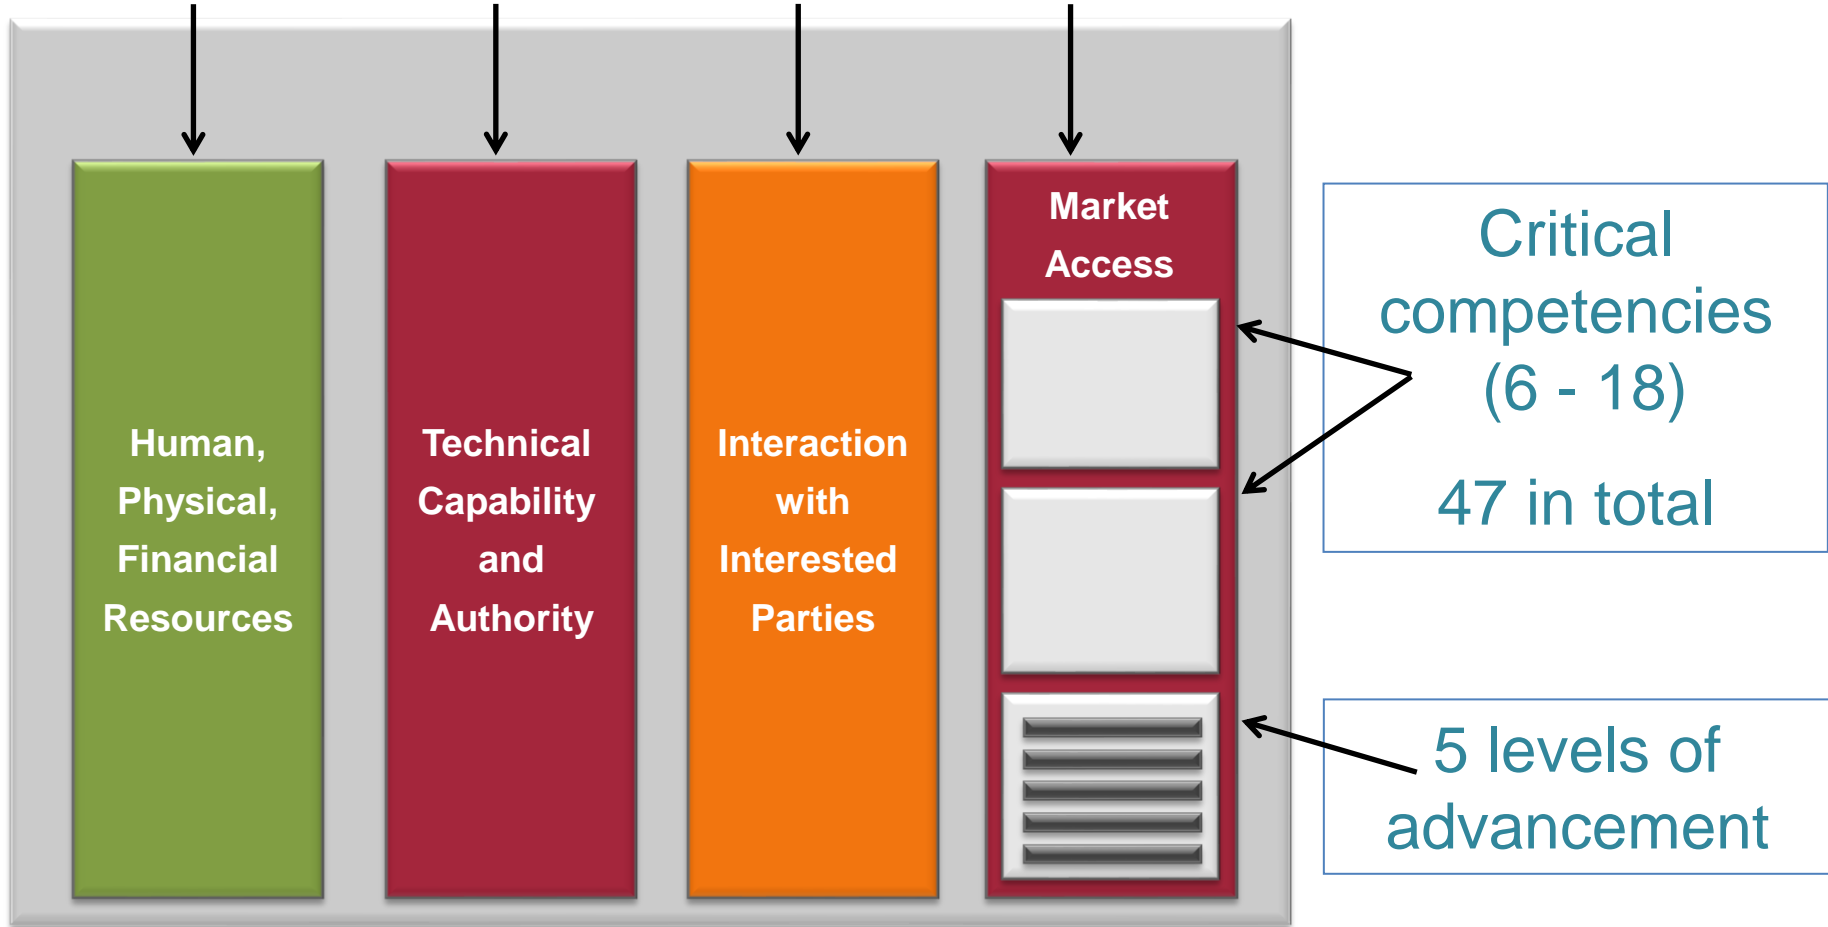 Human,
Physical,
Financial
Resources
Technical
Capability
and
Authority
Interaction
with
Interested
Parties
Market
Access
Critical
competencies
(6 - 18)
47 in total
5 levels of
advancement